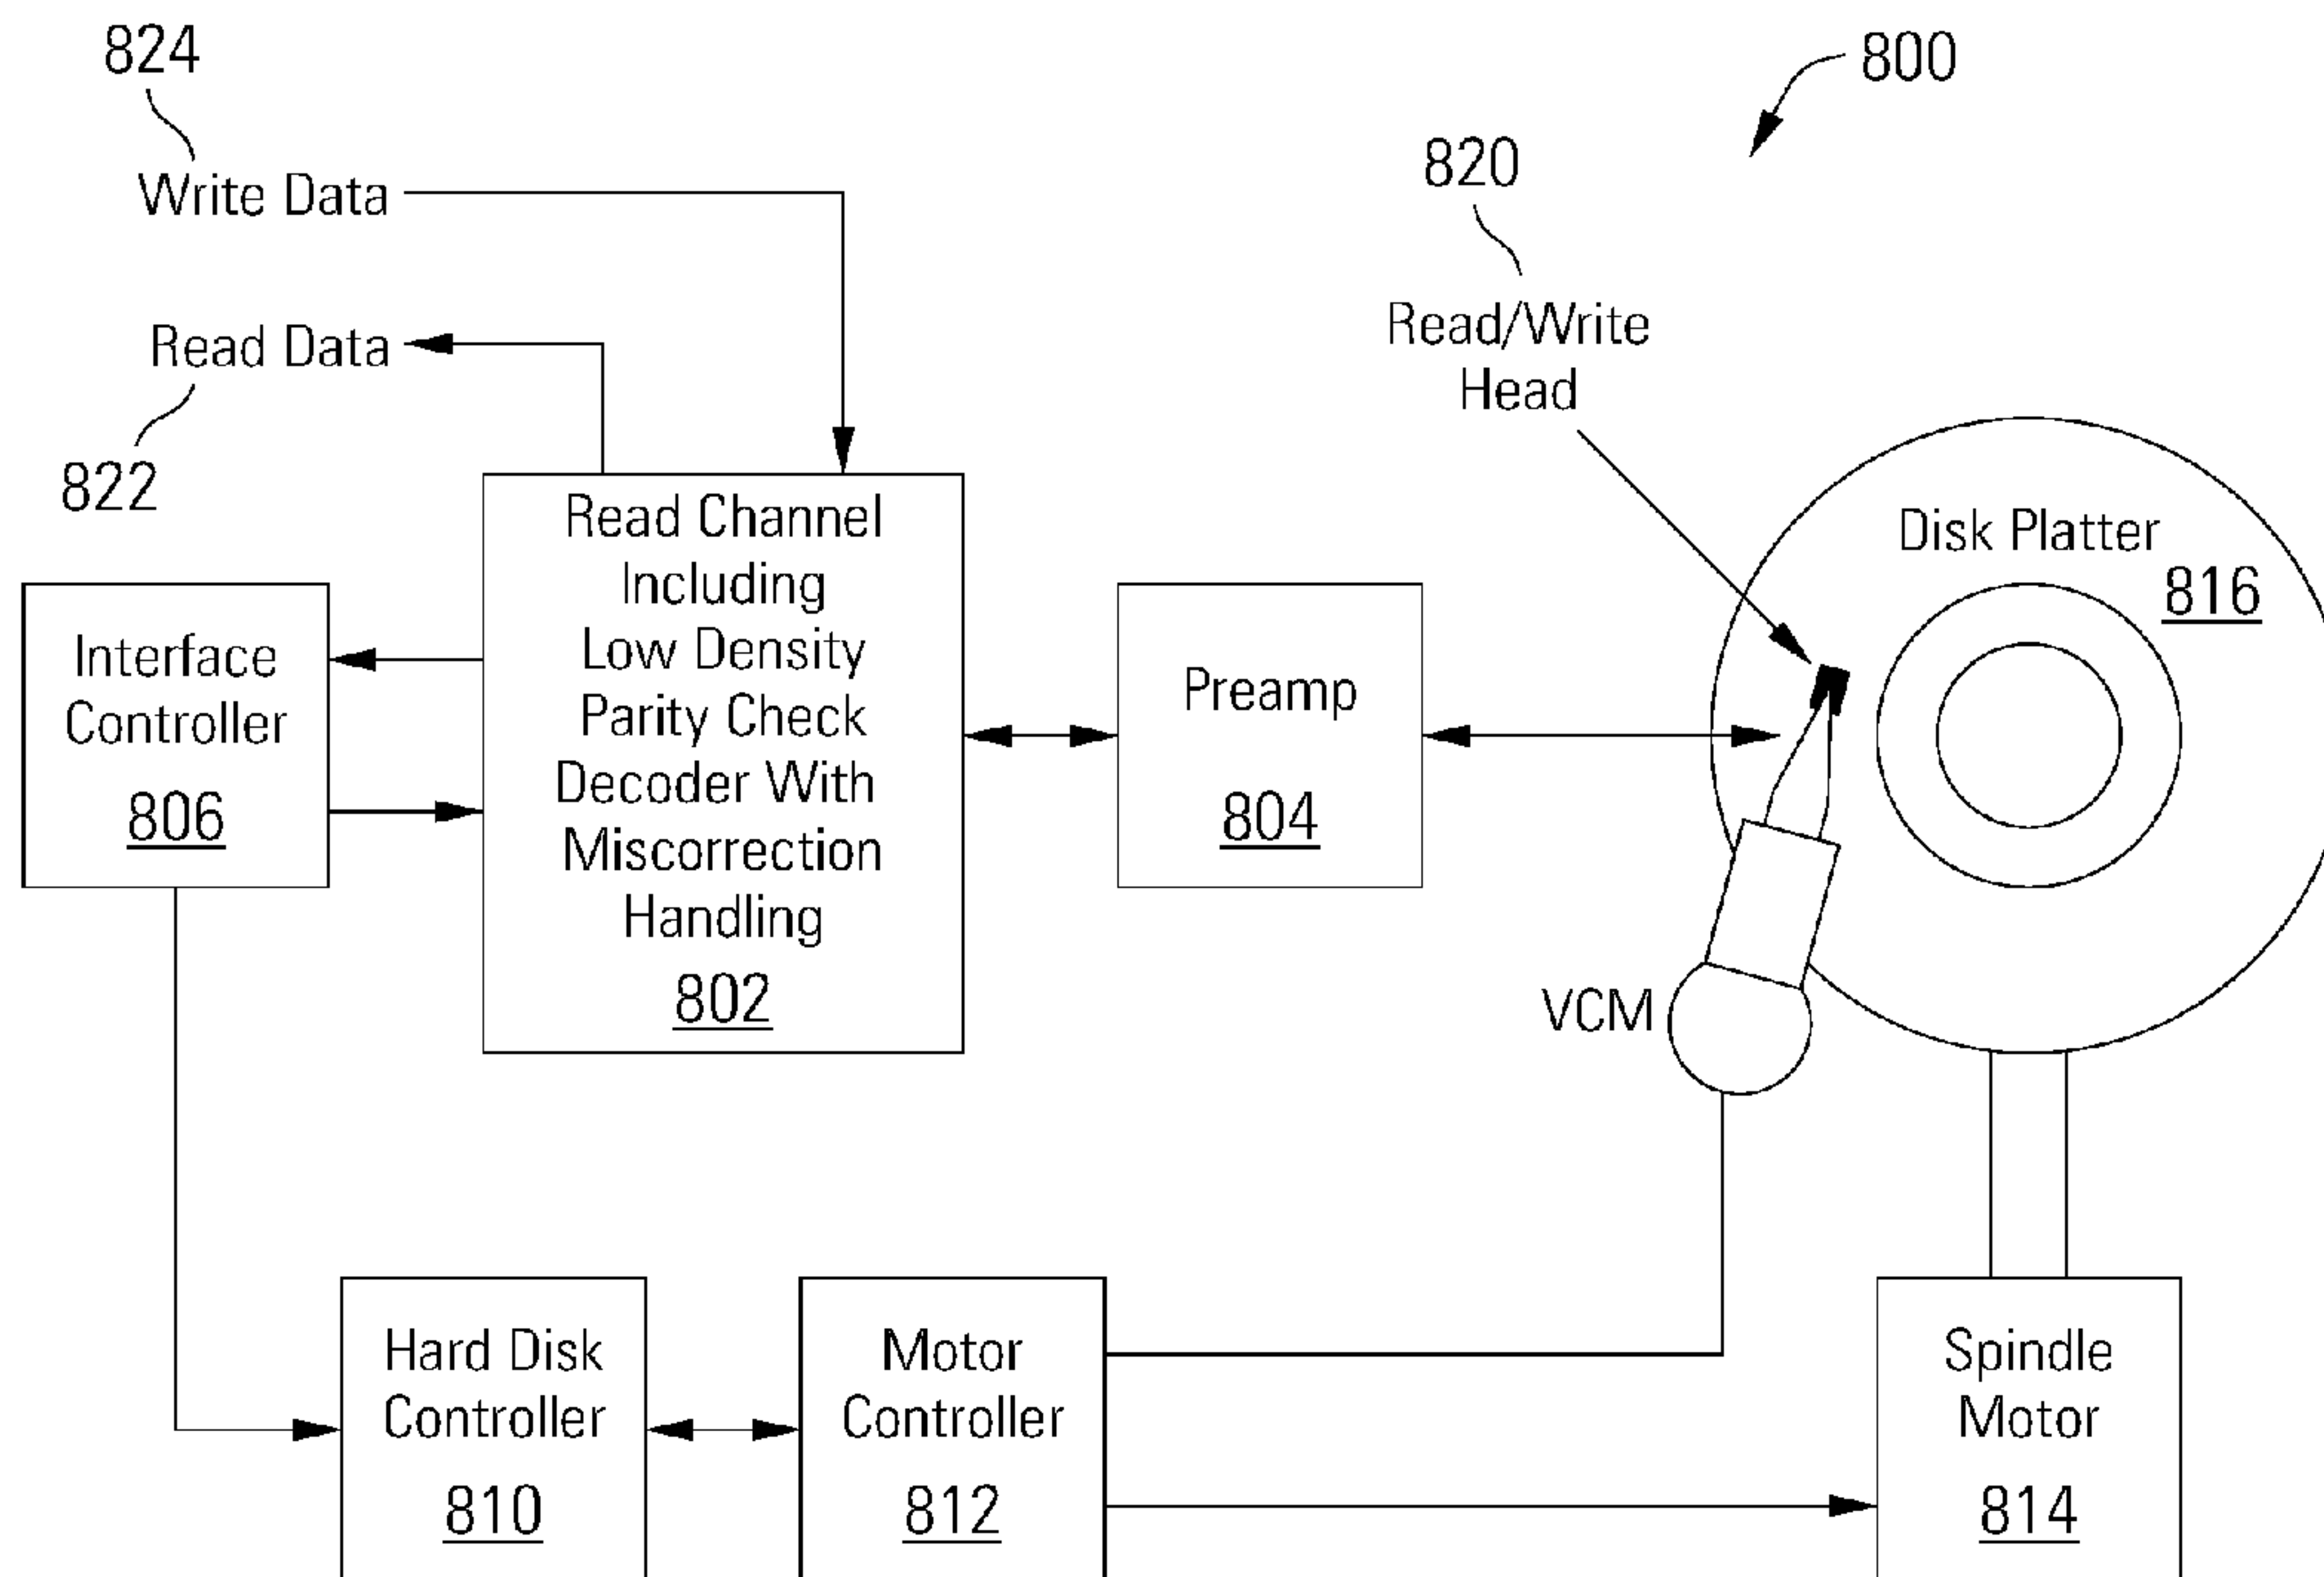 824
Write Data
Read Data
822
800
820
Read/Write
Head
Disk Platter
816
Read Channel
Including
Low Density
Parity Check
Decoder With
Miscorrection
Handling
802
Interface
Controller
806
Preamp
804
VCM
Hard Disk
Controller
810
Motor
Controller
812
Spindle
Motor
814